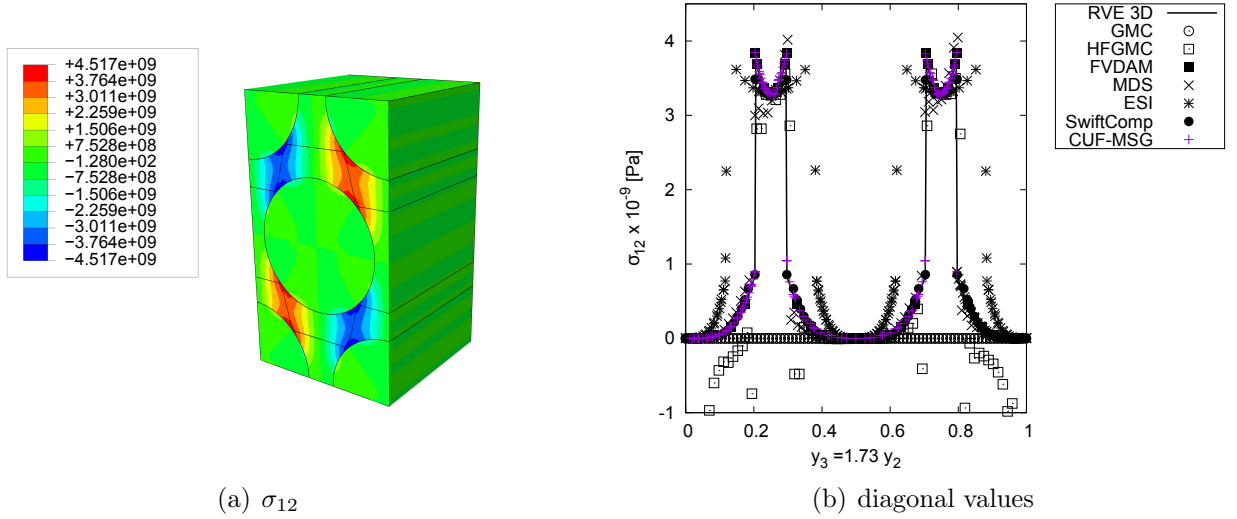 +4.517e+09
+3.764e+09
+3.011e+09
+2.259e+09
+1.506e+09
+7.528e+08
−1.280e+02
−7.528e+08
−1.506e+09
−2.259e+09
−3.011e+09
−3.764e+09
−4.517e+09
(a) σ12
4
3
2
1
0
-1
σ12 x 10-9 [Pa]
0 0.2 0.4 0.6 0.8 1
y3 =1.73 y2
RVE 3D
GMC
HFGMC
FVDAM
MDS
ESI
SwiftComp
CUF-MSG
(b) diagonal values